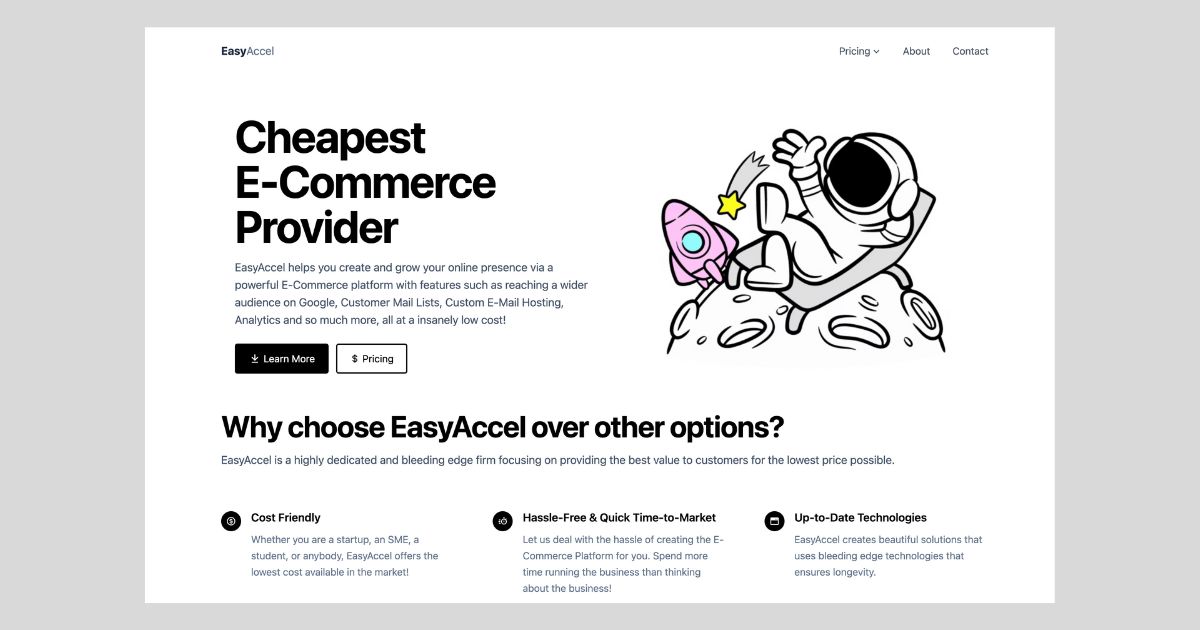 EasyAccel
Pricing About Contact
Cheapest
E-Commerce
Provider
EasyAccel helps you create and grow your online presence via a
powerful E-Commerce platform with features such as reaching a wider
audience on Google, Customer Mail Lists, Custom E-Mail Hosting,
Analytics and so much more, all at a insanely low cost!
Learn More
$ Pricing
Why choose EasyAccel over other options?
EasyAccel is a highly dedicated and bleeding edge firm focusing on providing the best value to customers for the lowest price possible.
Cost Friendly
Whether you are a startup, an SME, a
student, or anybody, EasyAccel offers the
lowest cost available in the market!
Hassle-Free & Quick Time-to-Market
Let us deal with the hassle of creating the E-
Commerce Platform for you. Spend more
time running the business than thinking
about the business!
Up-to-Date Technologies
EasyAccel creates beautiful solutions that
uses bleeding edge technologies that
ensures longevity.